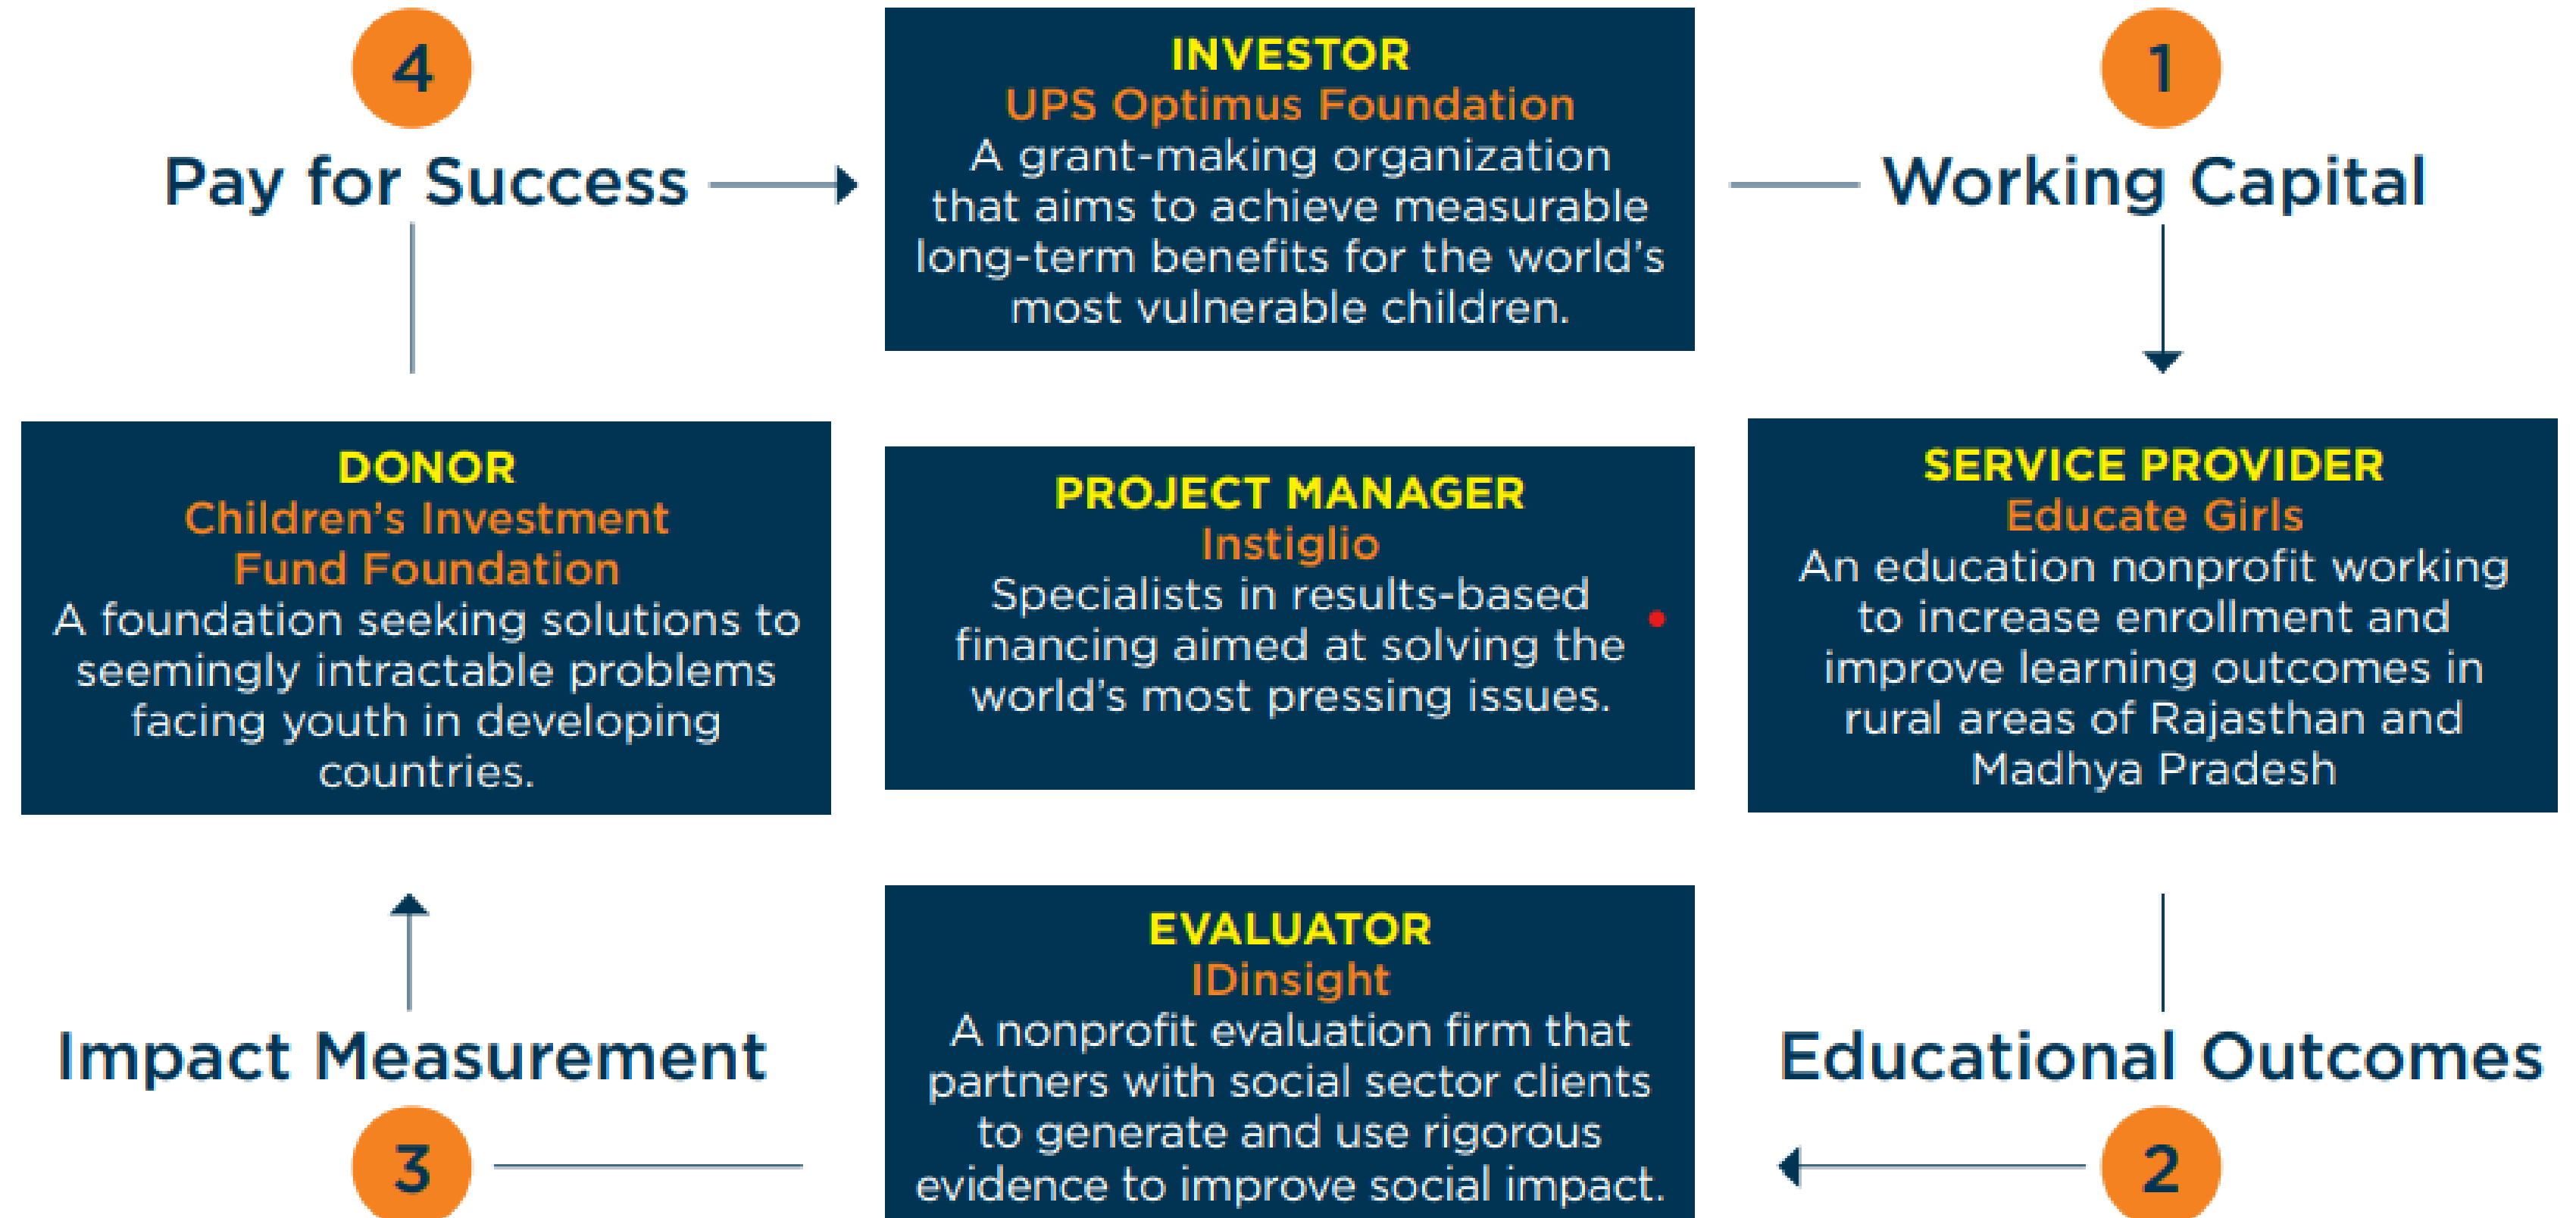 4
Pay for Success
INVESTOR
UPS Optimus Foundation
A grant-making organization
that aims to achieve measurable
long-term benefits for the world's
most vulnerable children.
1
Working Capital
DONOR
Children's Investment
Fund Foundation
A foundation seeking solutions to
seemingly intractable problems
facing youth in developing
countries.
PROJECT MANAGER
Instiglio
Specialists in results-based
financing aimed at solving the
world's most pressing issues.
SERVICE PROVIDER
Educate Girls
An education nonprofit working
to increase enrollment and
improve learning outcomes in
rural areas of Rajasthan and
Madhya Pradesh
Impact Measurement
3
EVALUATOR
IDinsight
A nonprofit evaluation firm that
partners with social sector clients
to generate and use rigorous
evidence to improve social impact.
Educational Outcomes
2